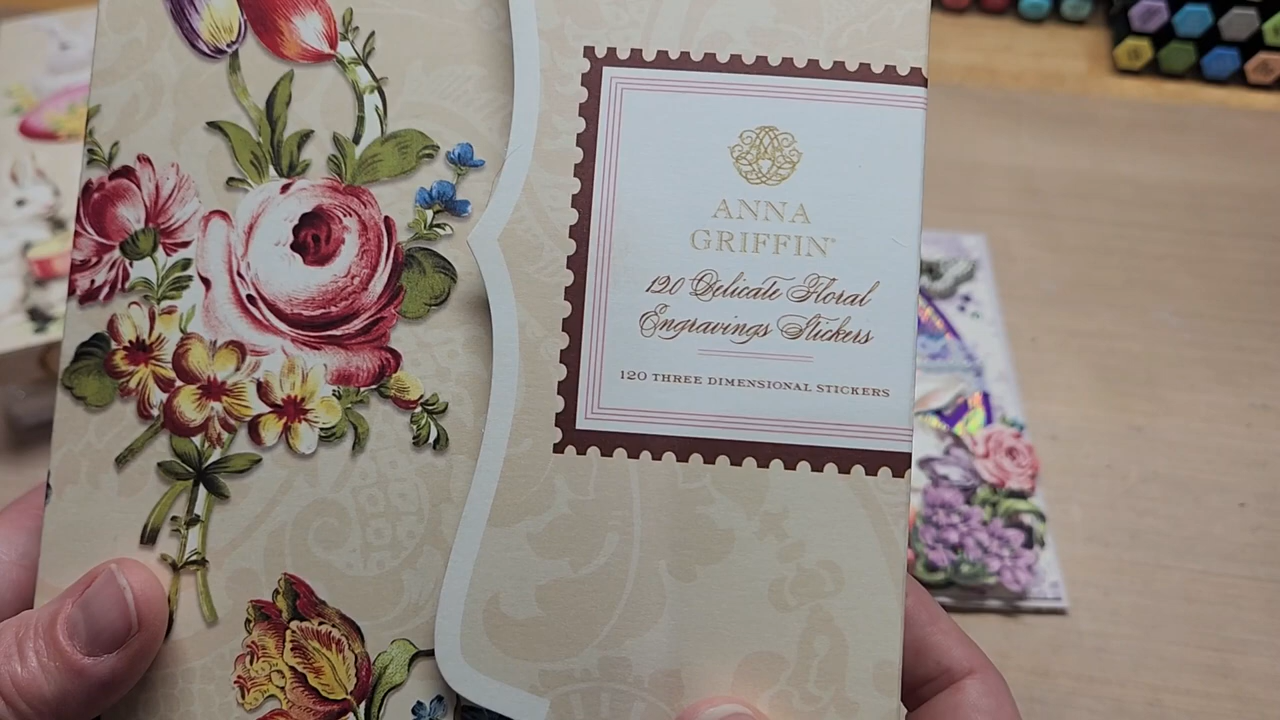 ANNA
GRIFFIN®
120 Delicate Floral
Engravings Stickers
120 THREE DIMENSIONAL STICKERS